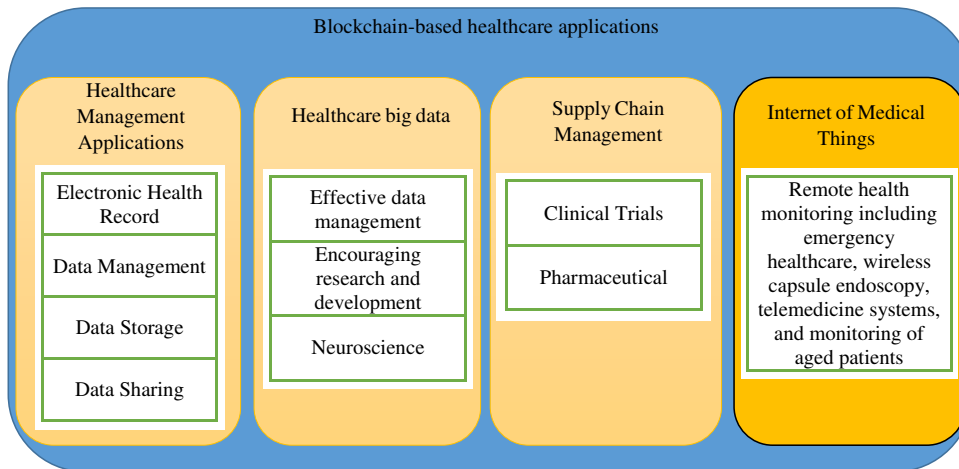 Blockchain-based healthcare applications
Healthcare
Management
Applications
Electronic Health
Record
Data Management
Data Storage
Data Sharing
Healthcare big data
Effective data
management
Encouraging
research and
development
Neuroscience
Supply Chain
Management
Clinical Trials
Pharmaceutical
Internet of Medical
Things
Remote health
monitoring including
emergency
healthcare, wireless
capsule endoscopy,
telemedicine systems,
and monitoring of
aged patients